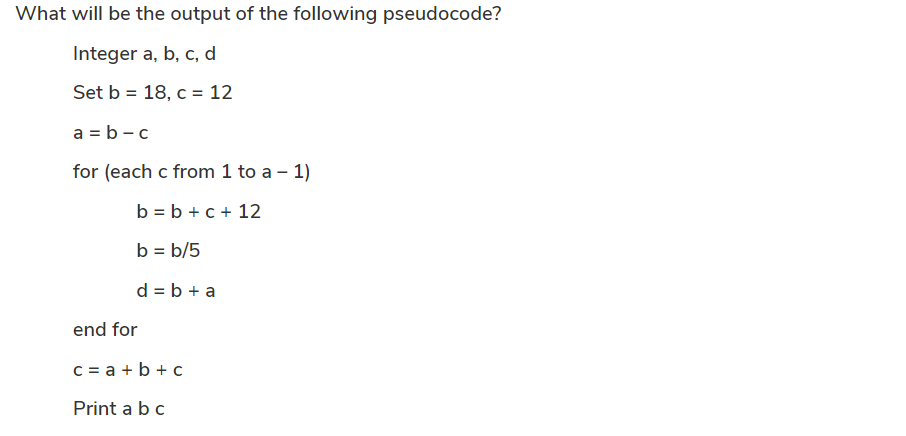 What will be the output of the following pseudocode?
Integer a, b, c, d
Set b = 18, c = 12
a = b – c
for (each c from 1 to a – 1)
b = b + c + 12
b = b/5
d = b + a
end for
c = a + b + c
Print a b c